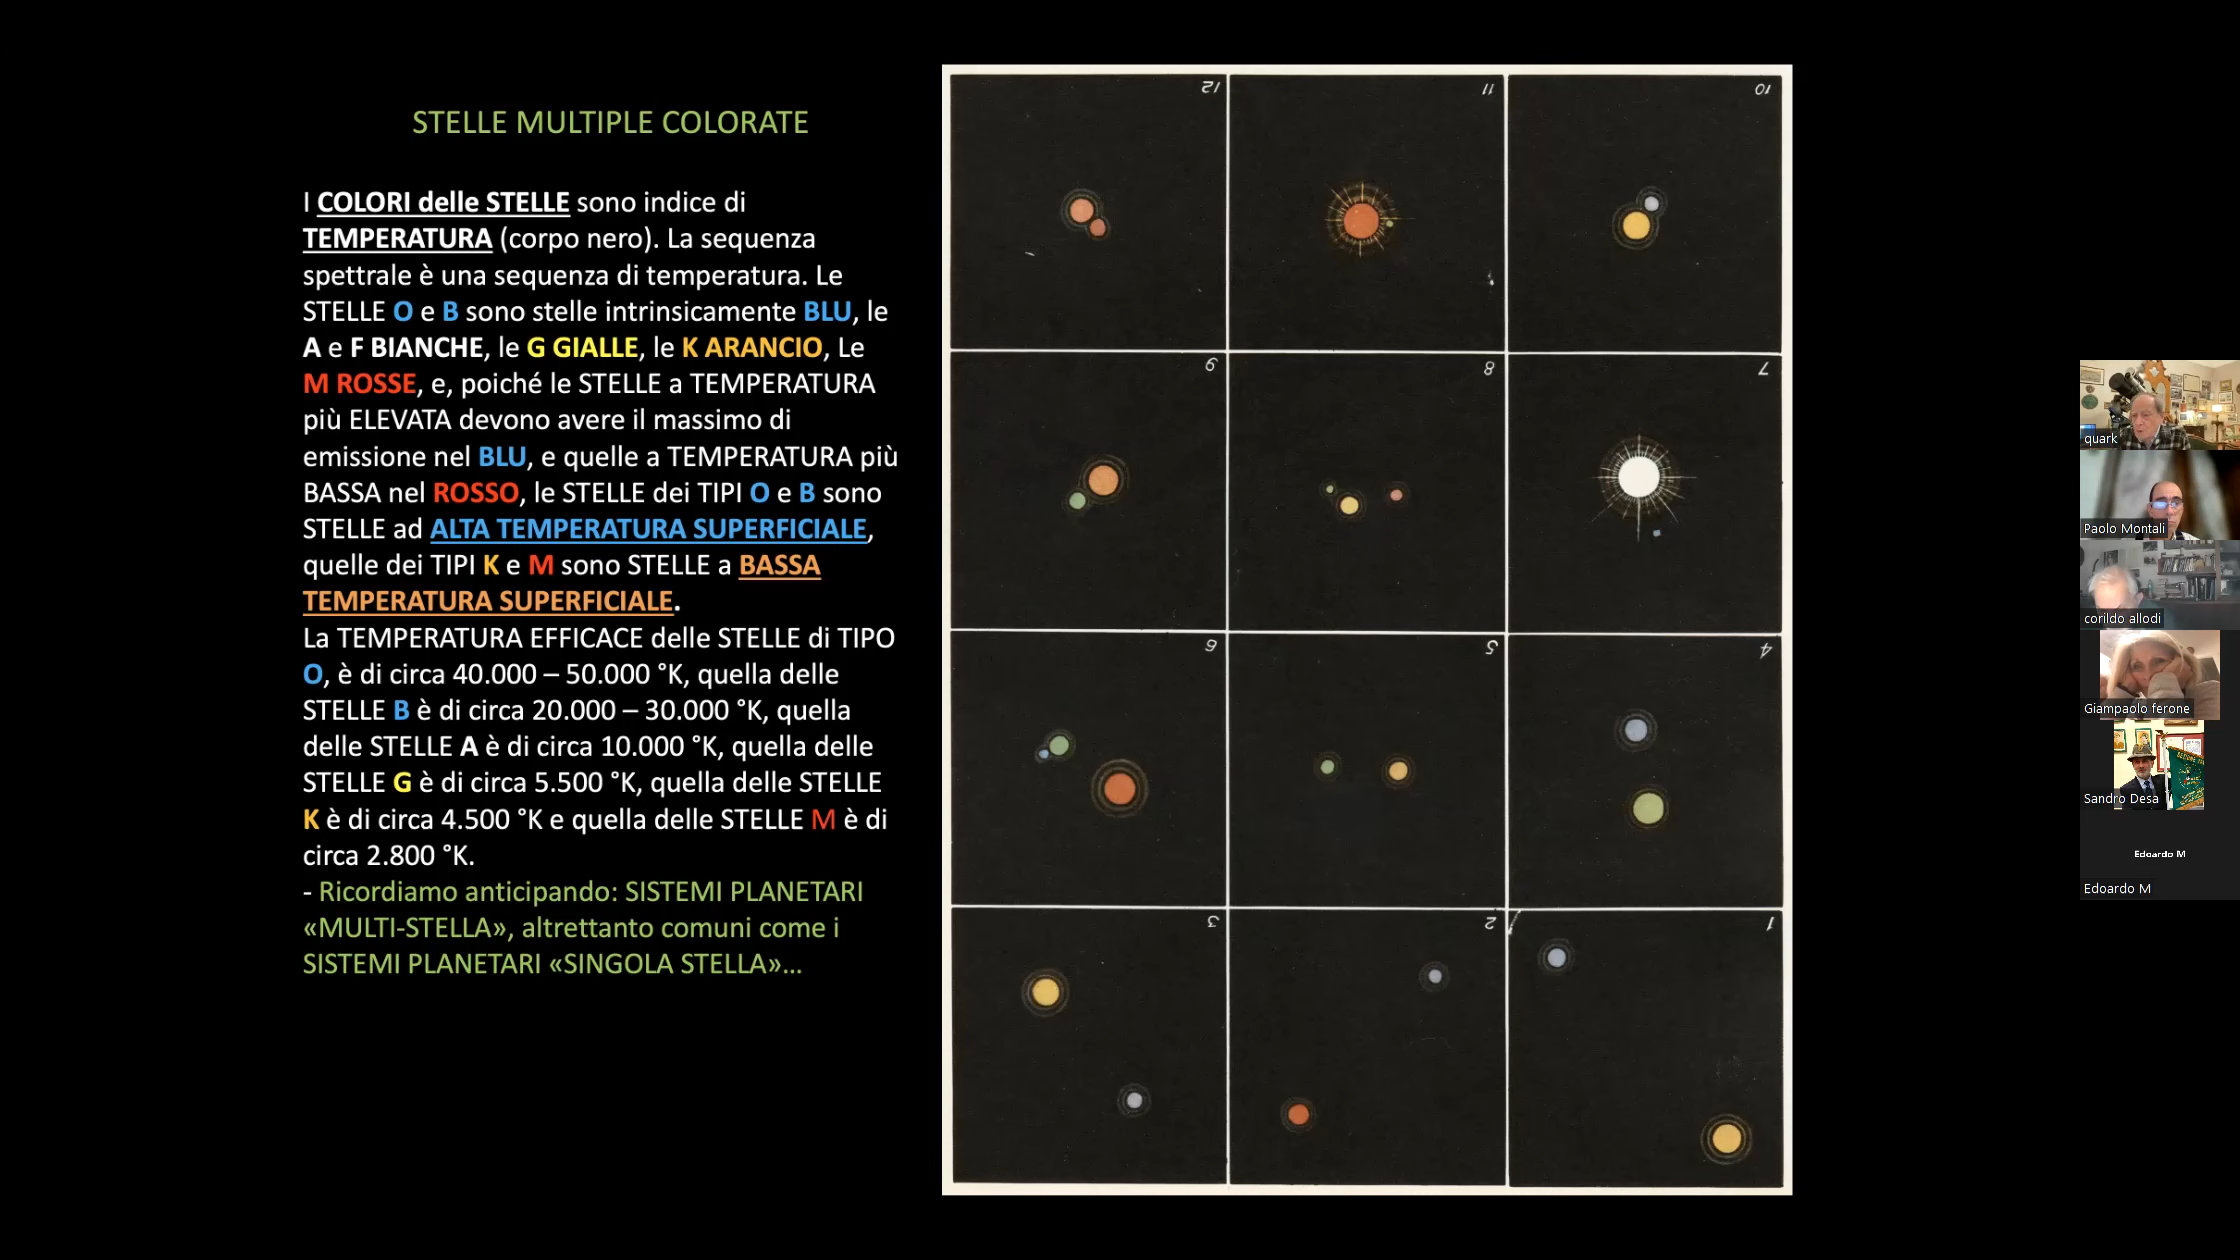 STELLE MULTIPLE COLORATE
I COLORI delle STELLE sono indice di
TEMPERATURA (corpo nero). La sequenza
spettrale è una sequenza di temperatura. Le
STELLE O e B sono stelle intrinsicamente BLU, le
A e F BIANCHE, le G GIALLE, le K ARANCIO, Le
M ROSSE, e, poiché le STELLE a TEMPERATURA
più ELEVATA devono avere il massimo di
emissione nel BLU, e quelle a TEMPERATURA più
BASSA nel ROSSO, le STELLE dei TIPI O e B sono
STELLE ad ALTA TEMPERATURA SUPERFICIALE,
quelle dei TIPI K e M sono STELLE a BASSA
TEMPERATURA SUPERFICIALE.
La TEMPERATURA EFFICACE delle STELLE di TIPO
O, è di circa 40.000 – 50.000 °K, quella delle
STELLE B è di circa 20.000 – 30.000 °K, quella
delle STELLE A è di circa 10.000 °K, quella delle
STELLE G è di circa 5.500 °K, quella delle STELLE
K è di circa 4.500 °K e quella delle STELLE M è di
circa 2.800 °K.
- Ricordiamo anticipando: SISTEMI PLANETARI
«MULTI-STELLA», altrettanto comuni come i
SISTEMI PLANETARI «SINGOLA STELLA»...
12
11
10
9
8
7
6
5
4
3
2
1
quark
Paolo Montali
corildo allodi
Giampaolo ferone
Sandro Desa
Edoardo M
Edoardo M